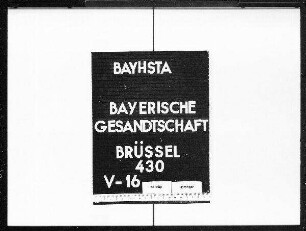 BAYHSTA
BAYERISCHE
GESANDTSCHAFT
BRÜSSEL
430
V-16